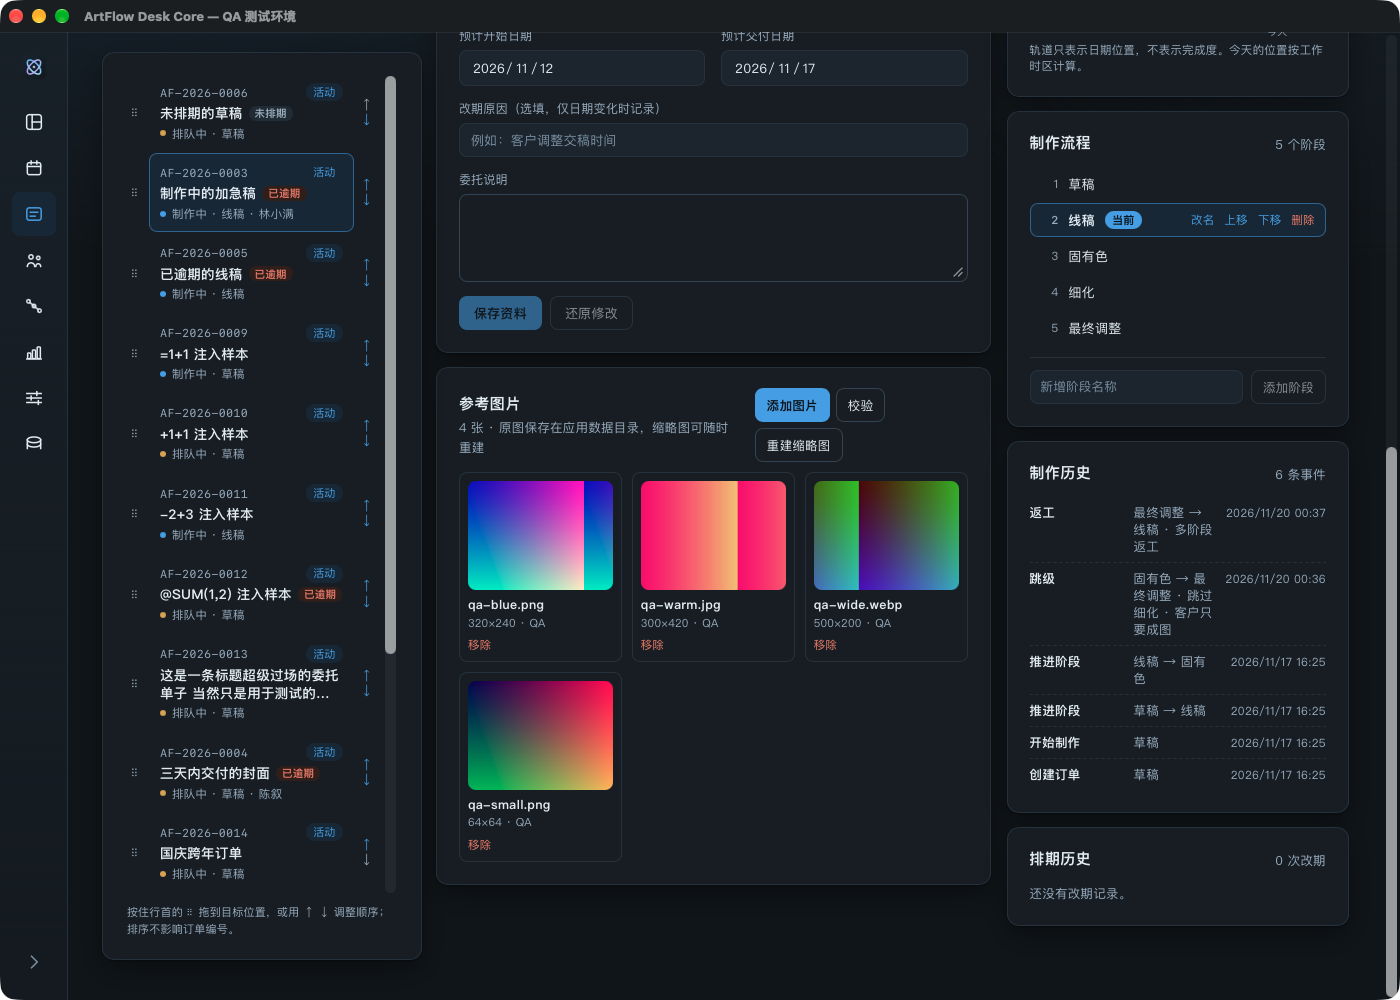 ArtFlow Desk Core — QA 测试环境
AF-2026-0006 活动
未排期的草稿 未排期
排队中 · 草稿
↑
↓
AF-2026-0003 活动
制作中的加急稿 已逾期
制作中 · 线稿 · 林小满
↑
↓
AF-2026-0005 活动
已逾期的线稿 已逾期
制作中 · 线稿
↑
↓
AF-2026-0009 活动
=1+1 注入样本
制作中 · 草稿
↑
↓
AF-2026-0010 活动
+1+1 注入样本
排队中 · 草稿
↑
↓
AF-2026-0011 活动
-2+3 注入样本
制作中 · 线稿
↑
↓
AF-2026-0012 活动
@SUM(1,2) 注入样本 已逾期
排队中 · 草稿
↑
↓
AF-2026-0013 活动
这是一条标题超级过场的委托
单子 当然只是用于测试的...
排队中 · 草稿
↑
↓
AF-2026-0004 活动
三天内交付的封面 已逾期
排队中 · 草稿 · 陈叙
↑
↓
AF-2026-0014 活动
国庆跨年订单
排队中 · 草稿
↑
↓
按住行首的 ⠿ 拖到目标位置，或用 ↑ ↓ 调整顺序；
排序不影响订单编号。
预计开始日期 预计交付日期
2026/11/12 2026/11/17
改期原因（选填，仅日期变化时记录）
例如：客户调整交稿时间
委托说明
保存资料 还原修改
参考图片
4 张 · 原图保存在应用数据目录，缩略图可随时
重建
添加图片 校验
重建缩略图
qa-blue.png
320×240 · QA
移除
qa-warm.jpg
300×420 · QA
移除
qa-wide.webp
500×200 · QA
移除
qa-small.png
64×64 · QA
移除
今天
轨道只表示日期位置，不表示完成度。今天的位置按工作
时区计算。
制作流程 5 个阶段
1 草稿
2 线稿 当前 改名 上移 下移 删除
3 固有色
4 细化
5 最终调整
新增阶段名称 添加阶段
制作历史 6 条事件
返工 最终调整 → 2026/11/20 00:37
线稿 · 多阶段
返工
跳级 固有色 → 最 2026/11/20 00:36
终调整 · 跳过
细化 · 客户只
要成图
推进阶段 线稿 → 固有 2026/11/17 16:25
色
推进阶段 草稿 → 线稿 2026/11/17 16:25
开始制作 草稿 2026/11/17 16:25
创建订单 草稿 2026/11/17 16:25
排期历史 0 次改期
还没有改期记录。